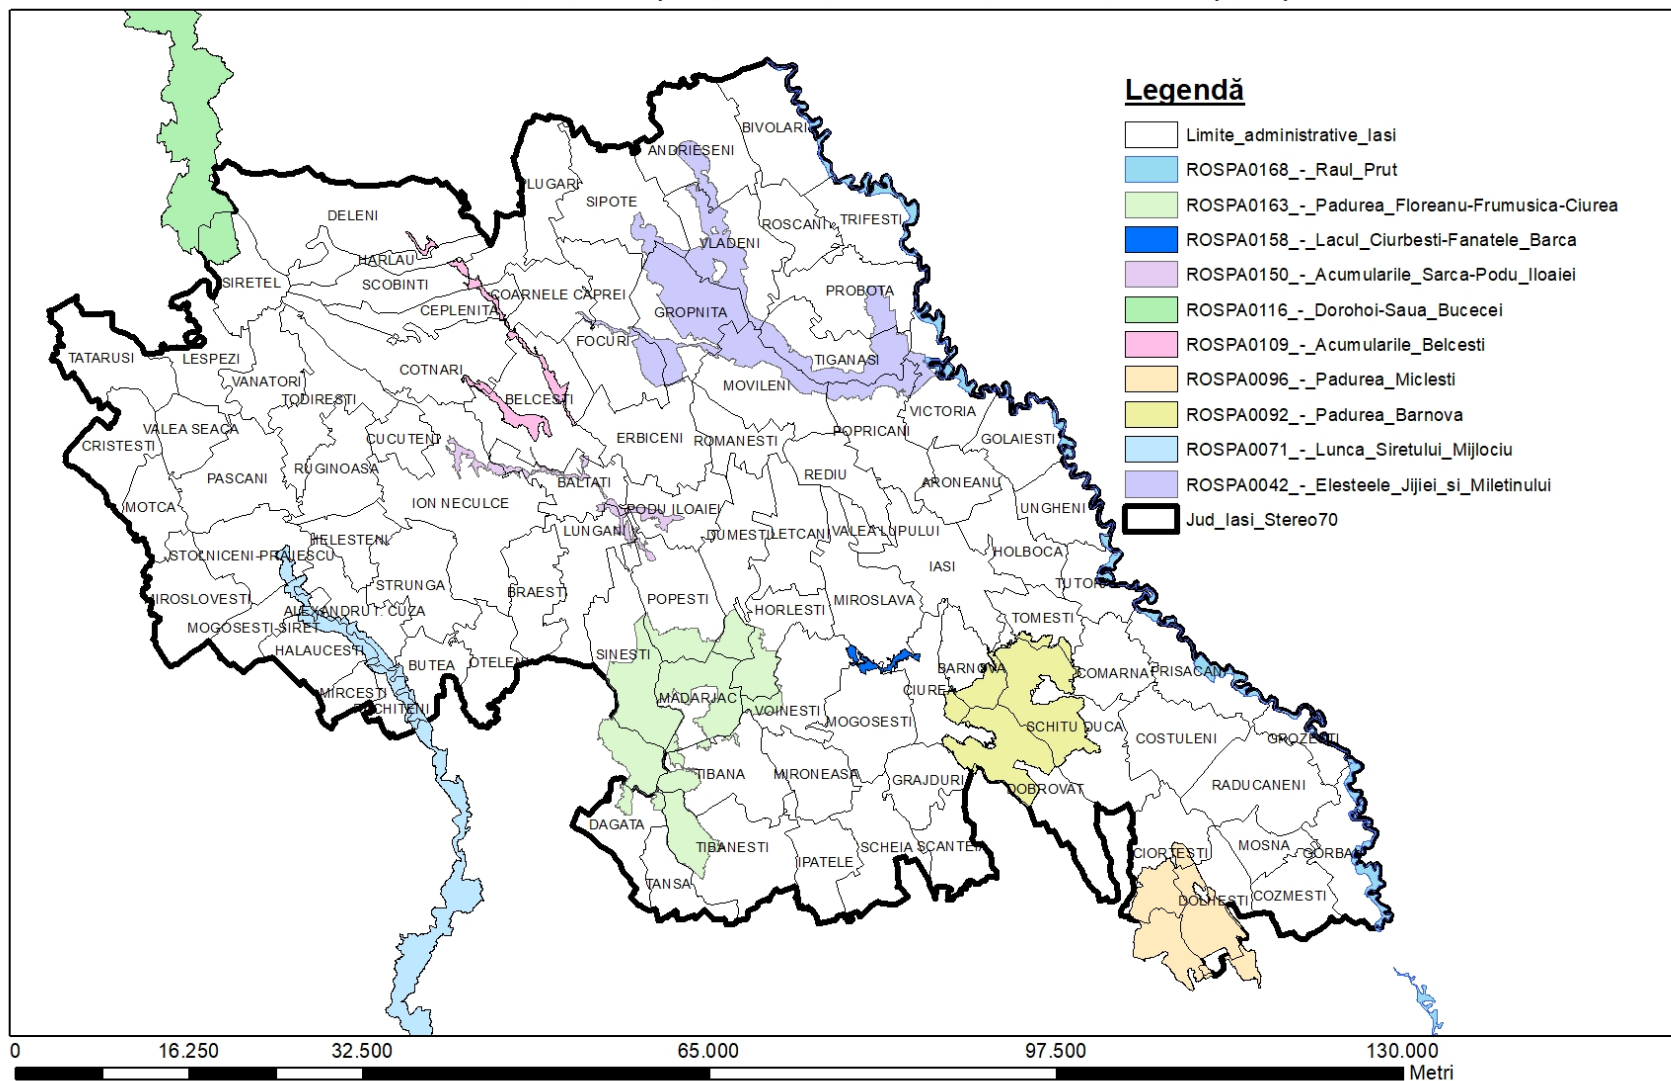 Legendă
Limite_administrative_Iasi
ROSPA0168_-_Raul_Prut
ROSPA0163_-_Padurea_Floreanu-Frumusica-Ciurea
ROSPA0158_-_Lacul_Ciurbesti-Fanatele_Barca
ROSPA0150_-_Acumularile_Sarca-Podu_Iloaiei
ROSPA0116_-_Dorohoi-Saua_Bucecei
ROSPA0109_-_Acumularile_Belcesti
ROSPA0096_-_Padurea_Miclesti
ROSPA0092_-_Padurea_Barnova
ROSPA0071_-_Lunca_Siretului_Mijlociu
ROSPA0042_-_Elesteele_Jijiei_si_Miletinului
Jud_Iasi_Stereo70
BIVOLARI
ANDRIESENI
PLUGARI
SIPOTE
DELENI
ROSCANI
TRIFESTI
VLADENI
HARLAU
SIRETEL
SCOBINTI
COARNELE CAPREI
PROBOTA
CEPLENITA
GROPNITA
FOCURI
TATARUSI
LESPEZI
TIGANASI
COTNARI
VANATORI
MOVILENI
TODIRESTI
BELCESTI
VICTORIA
VALEA SEACA
POPRICANI
CRISTESTI
CUCUTENI
ERBICENI
ROMANESTI
GOLAIESTI
RUGINOASA
PASCANI
REDIU
BALTATI
ARONEANU
ION NECULCE
MOTCA
PODU ILOAIEI
UNGHENI
LUNGANI
DUMESTI
LETCANI
VALEA LUPULUI
HELESTENI
STOLNICENI-PRAJESCU
HOLBOCA
IASI
STRUNGA
TUTORA
BRAESTI
MIROSLOVESTI
POPESTI
HORLESTI
MIROSLAVA
ALEXANDRU I. CUZA
TOMESTI
MOGOSESTI-SIRET
HALAUCESTI
SINESTI
BUTEA
OTELENI
BARNOVA
COMARNA
PRISACANI
MIRCESTI
CIUREA
MADARJAC
RACHITENI
VOINESTI
MOGOSESTI
SCHITU DUCA
COSTULENI
GROZESTI
TIBANA
MIRONEASA
GRAJDURI
DOBROVAT
RADUCANENI
DAGATA
TIBANESTI
SCHEIA
SCANTEIA
MOSNA
CIORTESTI
GORBAN
IPATELE
TANSA
COZMESTI
DOLHESTI
0 16.250 32.500 65.000 97.500 130.000
Metri